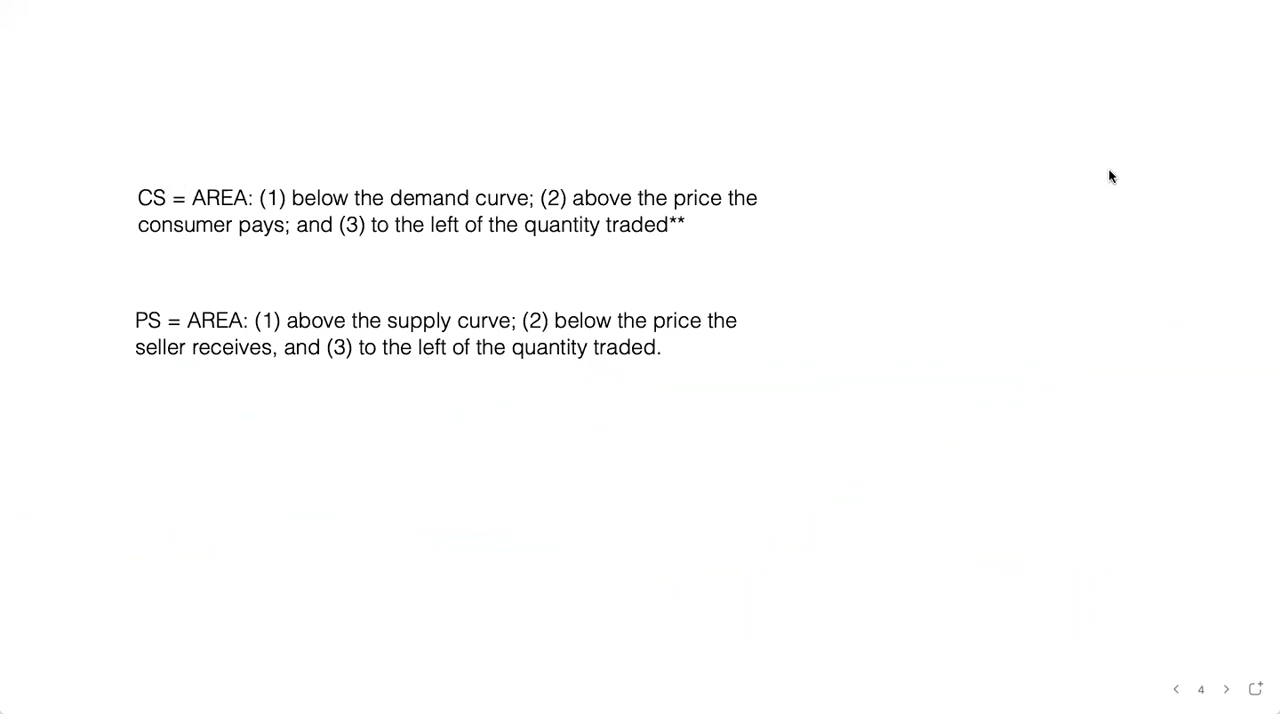 CS = AREA: (1) below the demand curve; (2) above the price the
consumer pays; and (3) to the left of the quantity traded**
PS = AREA: (1) above the supply curve; (2) below the price the
seller receives, and (3) to the left of the quantity traded.
4